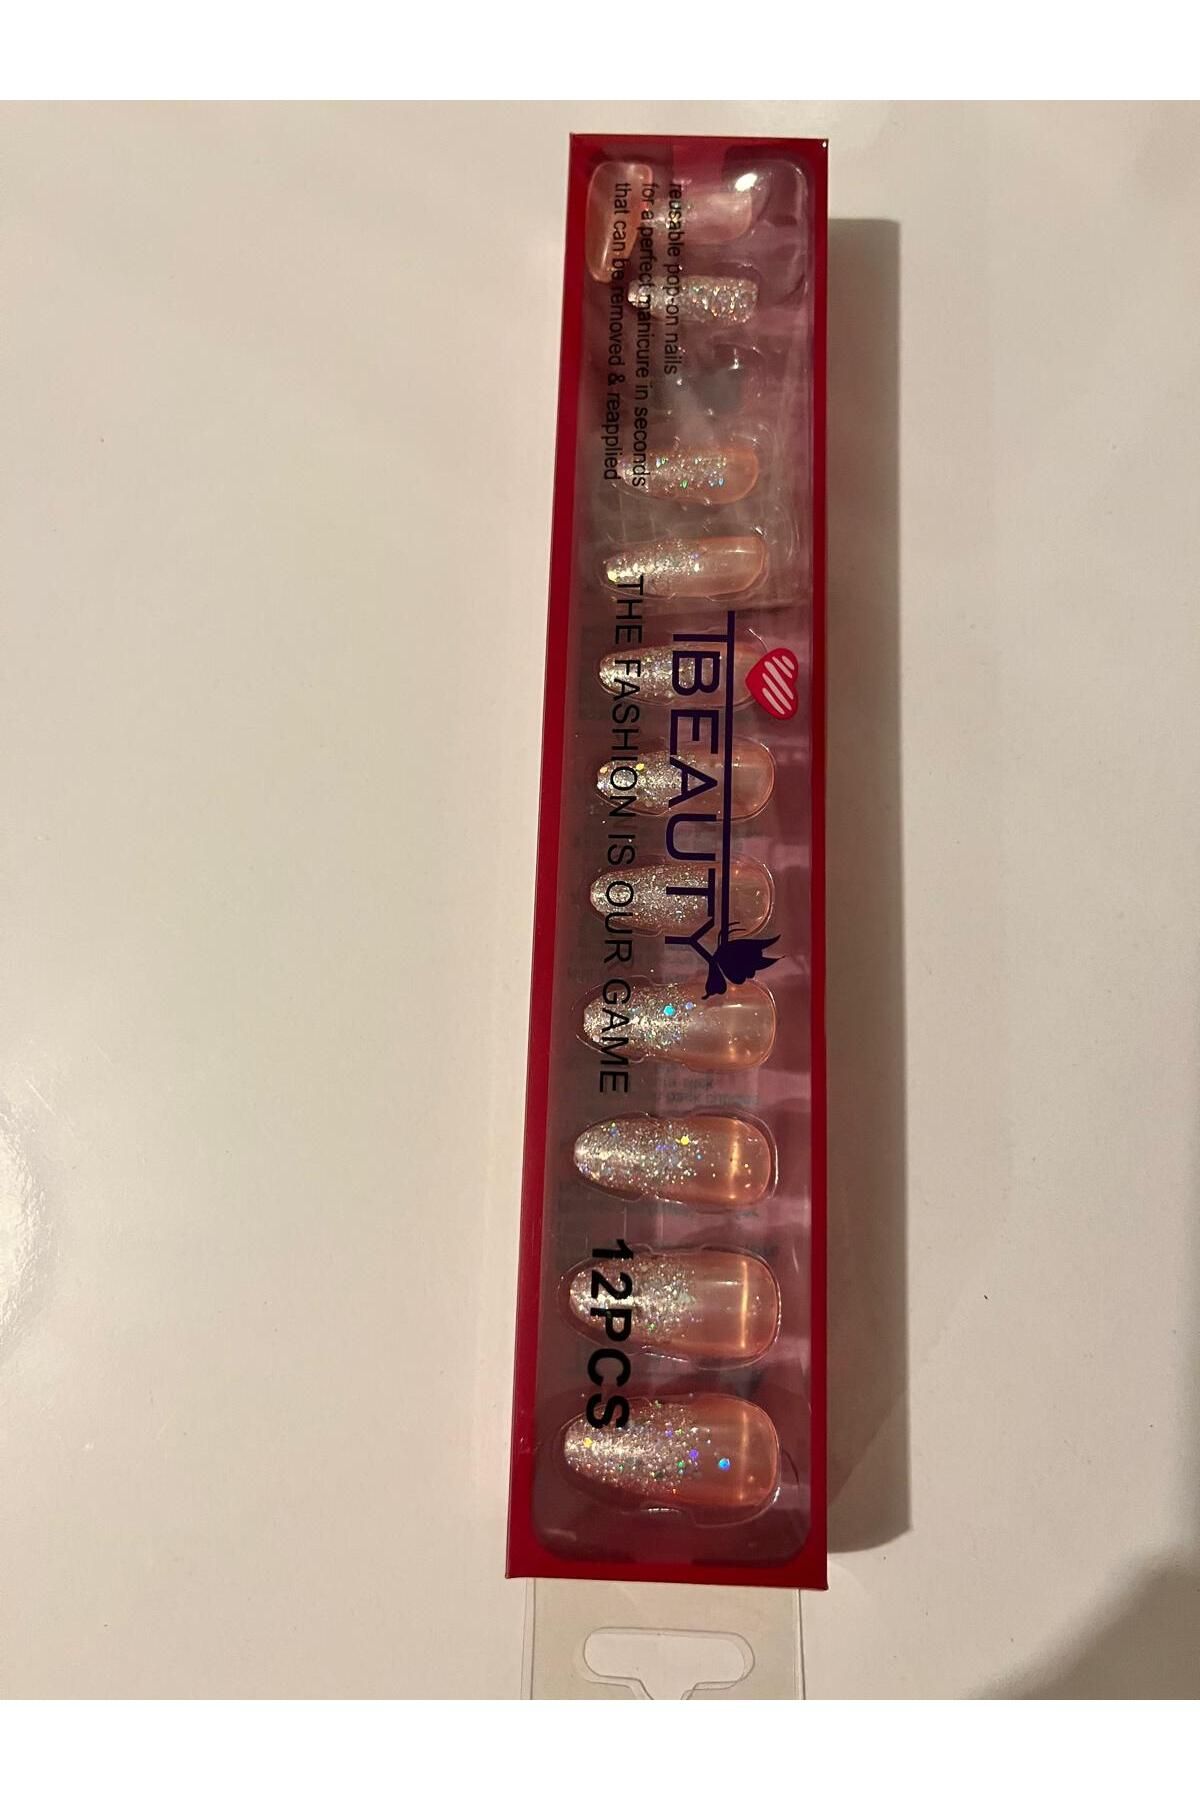 reusable pop-on nails
for a perfect manicure in seconds
that can be removed & reapplied
TBEAUTY
THE FASHION IS OUR GAME
12PCS